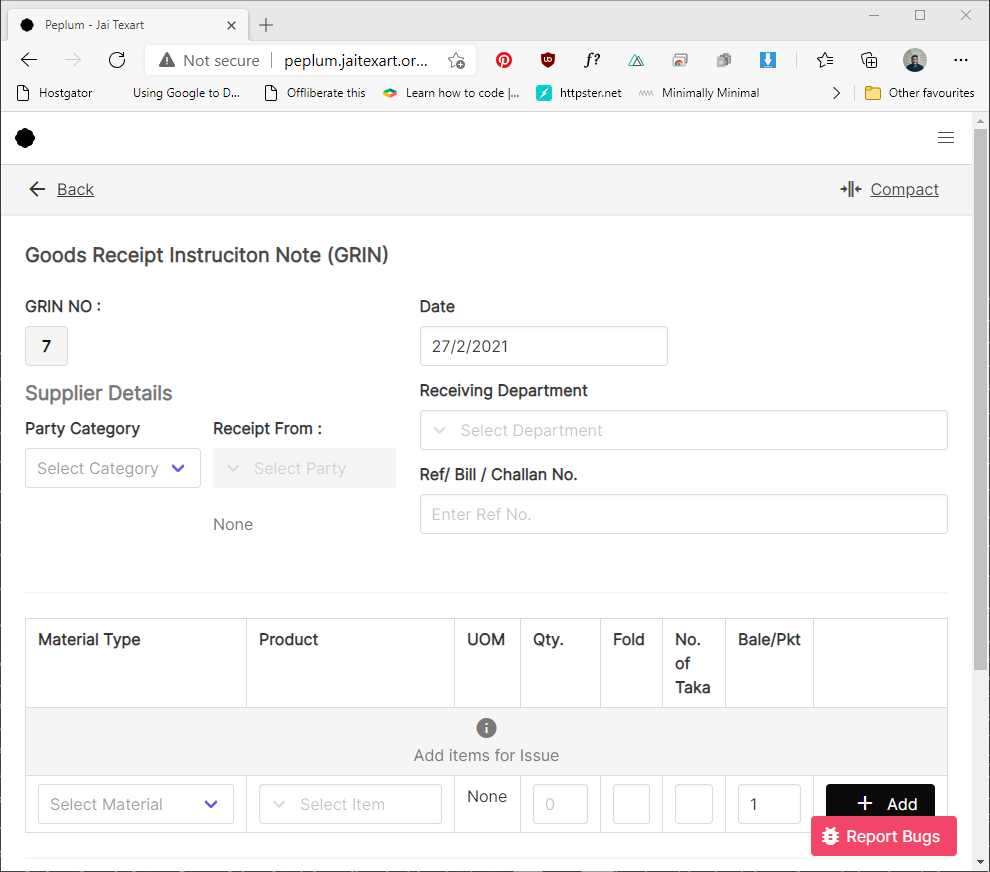 Peplum - Jai Texart
Not secure peplum.jaitexart.or...
f?
Hostgator Using Google to D... Offliberate this Learn how to code |... httpster.net Minimally Minimal Other favourites
Back Compact
Goods Receipt Instruciton Note (GRIN)
GRIN NO : Date
7 27/2/2021
Supplier Details Receiving Department
Party Category Receipt From : Select Department
Select Category Select Party Ref/ Bill / Challan No.
None Enter Ref No.
Material Type Product UOM Qty. Fold No. of Taka Bale/Pkt
Add items for Issue
Select Material Select Item None 0 1 + Add
Report Bugs